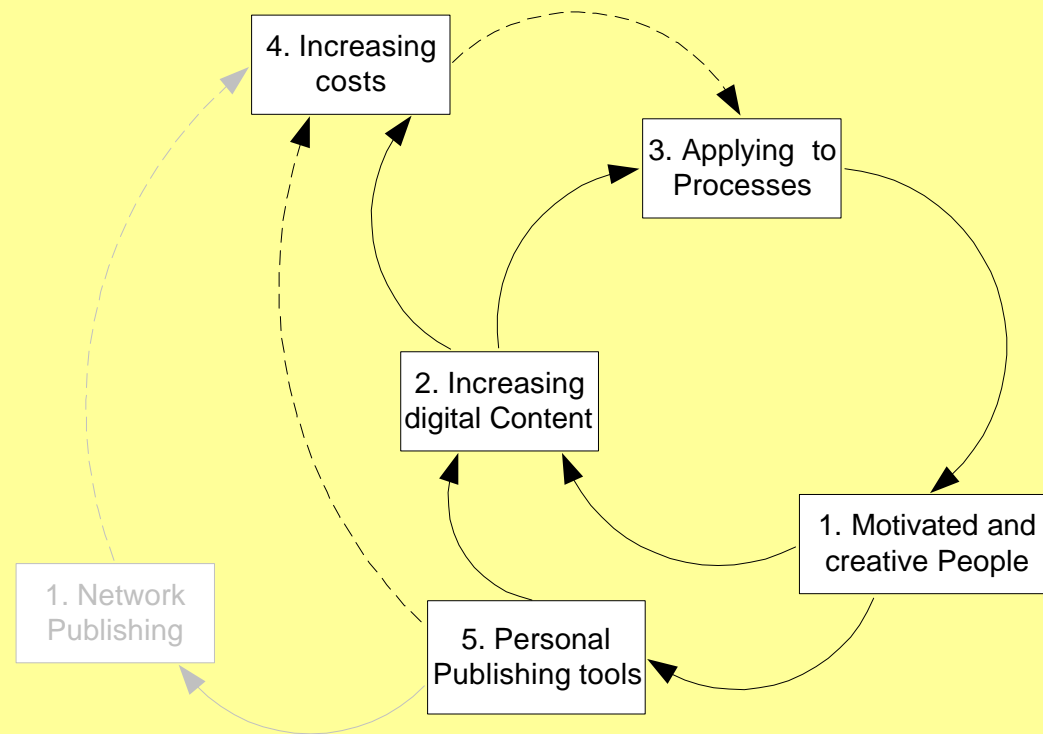 4. Increasing
costs
3. Applying to
Processes
2. Increasing
digital Content
1. Motivated and
creative People
1. Network
Publishing
5. Personal
Publishing tools